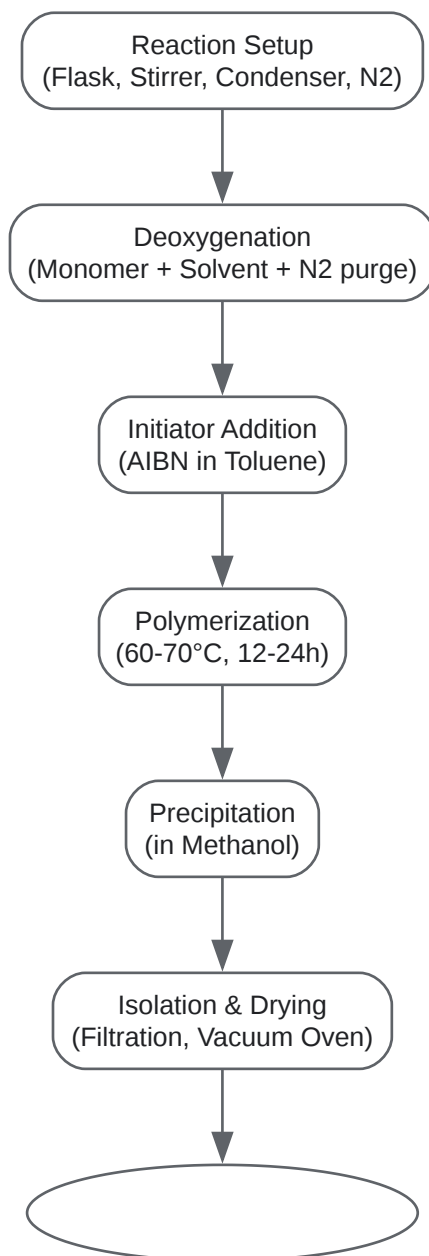 Reaction Setup
(Flask, Stirrer, Condenser, N2)
Deoxygenation
(Monomer + Solvent + N2 purge)
Initiator Addition
(AIBN in Toluene)
Polymerization
(60-70°C, 12-24h)
Precipitation
(in Methanol)
Isolation & Drying
(Filtration, Vacuum Oven)